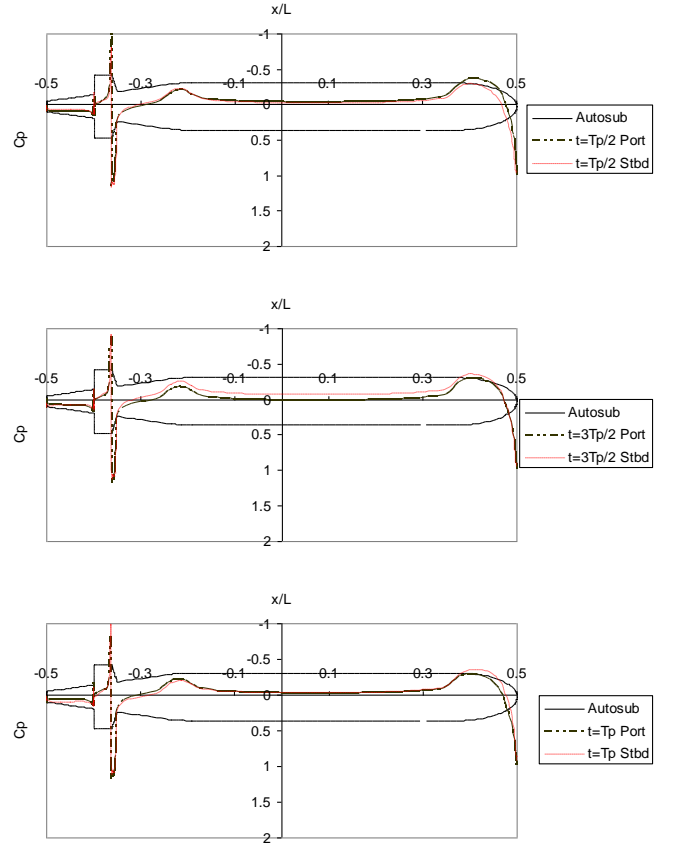 x/L
-1
-0.5
-0.5 -0.3 -0.1 0.1 0.3 0.5
0
0.5
1
1.5
2
Cp
Autosub
t=Tp/2 Port
t=Tp/2 Stbd
x/L
-1
-0.5
-0.5 -0.3 -0.1 0.1 0.3 0.5
0
0.5
1
1.5
2
Cp
Autosub
t=3Tp/2 Port
t=3Tp/2 Stbd
x/L
-1
-0.5
-0.5 -0.3 -0.1 0.1 0.3 0.5
0
0.5
1
1.5
2
Cp
Autosub
t=Tp Port
t=Tp Stbd